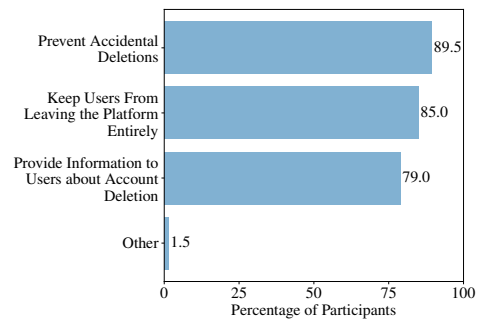 Prevent Accidental
Deletions
89.5
Keep Users From
Leaving the Platform
Entirely
85.0
Provide Information to
Users about Account
Deletion
79.0
Other
1.5
0 25 50 75 100
Percentage of Participants